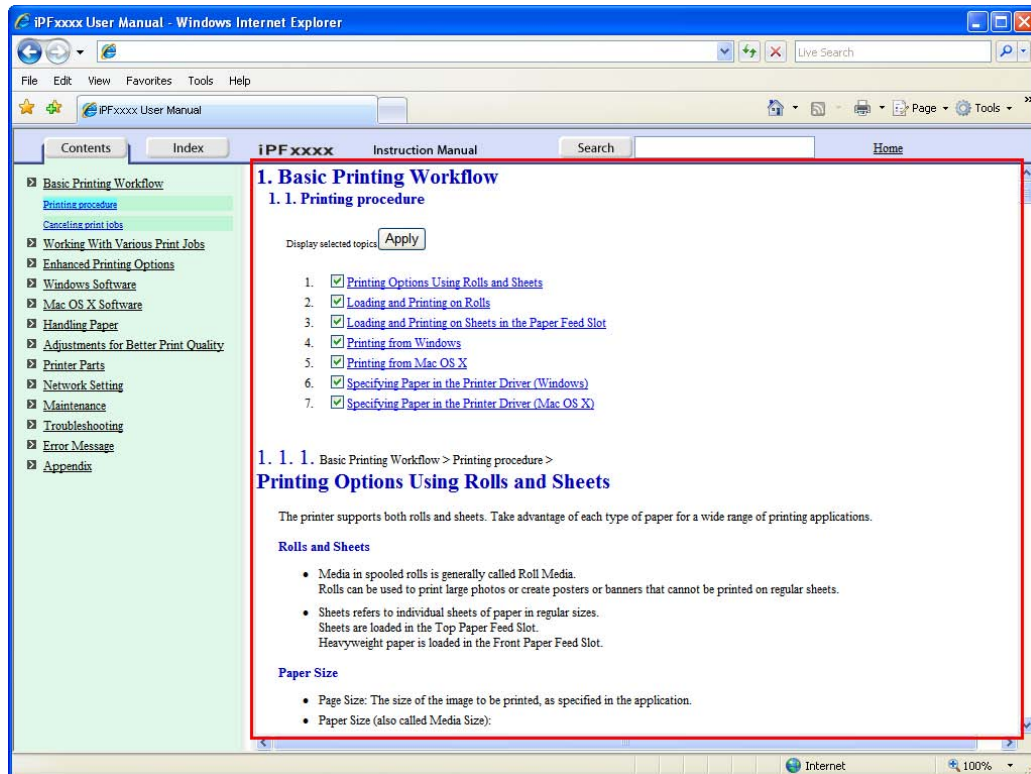 iPFxxxx User Manual - Windows Internet Explorer
Live Search
File Edit View Favorites Tools Help
iPFxxxx User Manual
Page Tools
Contents Index iPFxxxx Instruction Manual Search Home
Basic Printing Workflow
Printing procedure
Canceling print jobs
Working With Various Print Jobs
Enhanced Printing Options
Windows Software
Mac OS X Software
Handling Paper
Adjustments for Better Print Quality
Printer Parts
Network Setting
Maintenance
Troubleshooting
Error Message
Appendix
1. Basic Printing Workflow
1. 1. Printing procedure
Display selected topics Apply
1. Printing Options Using Rolls and Sheets
2. Loading and Printing on Rolls
3. Loading and Printing on Sheets in the Paper Feed Slot
4. Printing from Windows
5. Printing from Mac OS X
6. Specifying Paper in the Printer Driver (Windows)
7. Specifying Paper in the Printer Driver (Mac OS X)
1. 1. 1. Basic Printing Workflow > Printing procedure >
Printing Options Using Rolls and Sheets
The printer supports both rolls and sheets. Take advantage of each type of paper for a wide range of printing applications.
Rolls and Sheets
• Media in spooled rolls is generally called Roll Media.
Rolls can be used to print large photos or create posters or banners that cannot be printed on regular sheets.
• Sheets refers to individual sheets of paper in regular sizes.
Sheets are loaded in the Top Paper Feed Slot.
Heavyweight paper is loaded in the Front Paper Feed Slot.
Paper Size
• Page Size: The size of the image to be printed, as specified in the application.
• Paper Size (also called Media Size):
Internet 100%